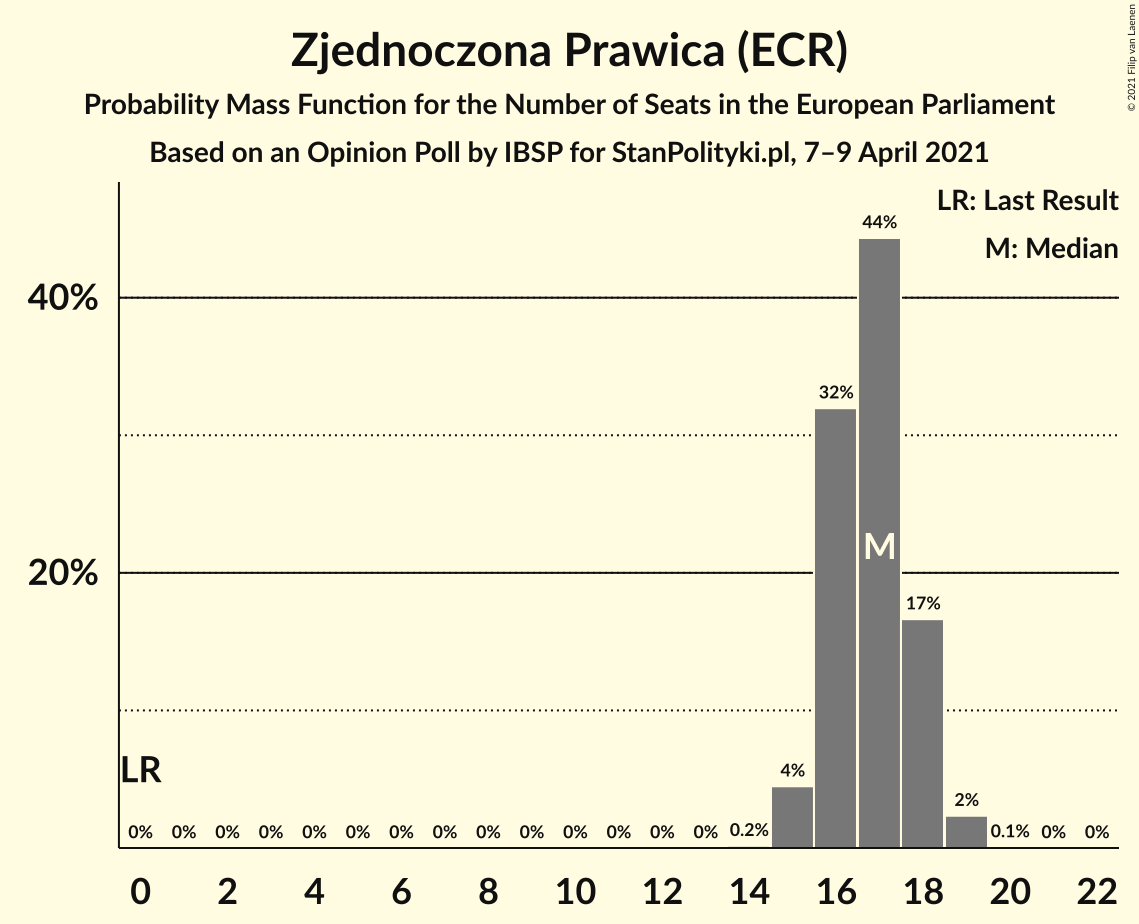 Zjednoczona Prawica (ECR)
Probability Mass Function for the Number of Seats in the European Parliament
Based on an Opinion Poll by IBSP for StanPolityki.pl, 7–9 April 2021
© 2021 Filip van Laenen
LR: Last Result
M: Median
44%
40%
32%
M
20%
17%
LR
4%
2%
0% 0% 0% 0% 0% 0% 0% 0% 0% 0% 0% 0% 0% 0% 0.2% 0.1% 0% 0%
0 2 4 6 8 10 12 14 16 18 20 22